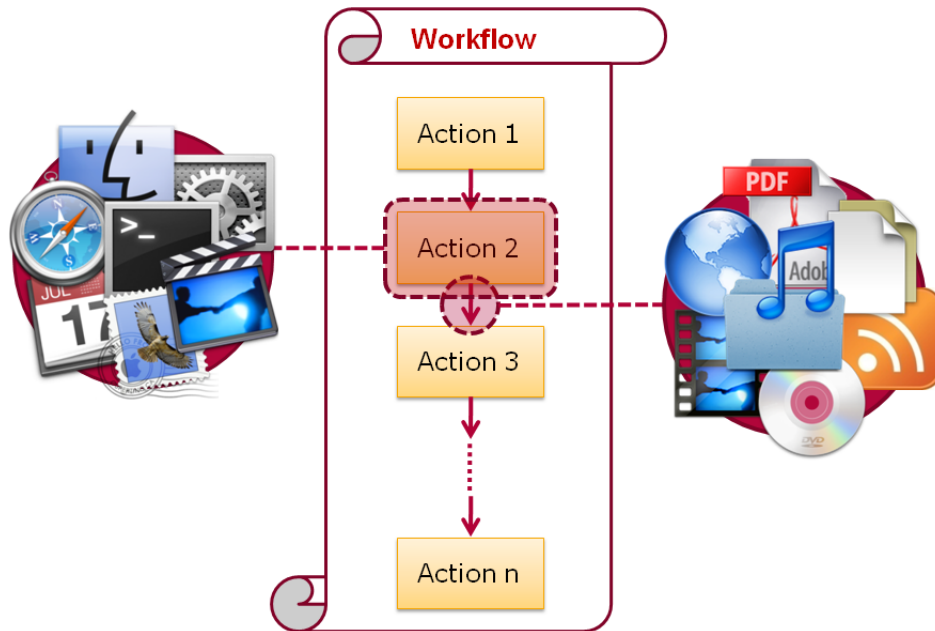 Workflow
Action 1
>_
PDF
Action 2
Adob
JUL
17
Action 3
DVD
Action n